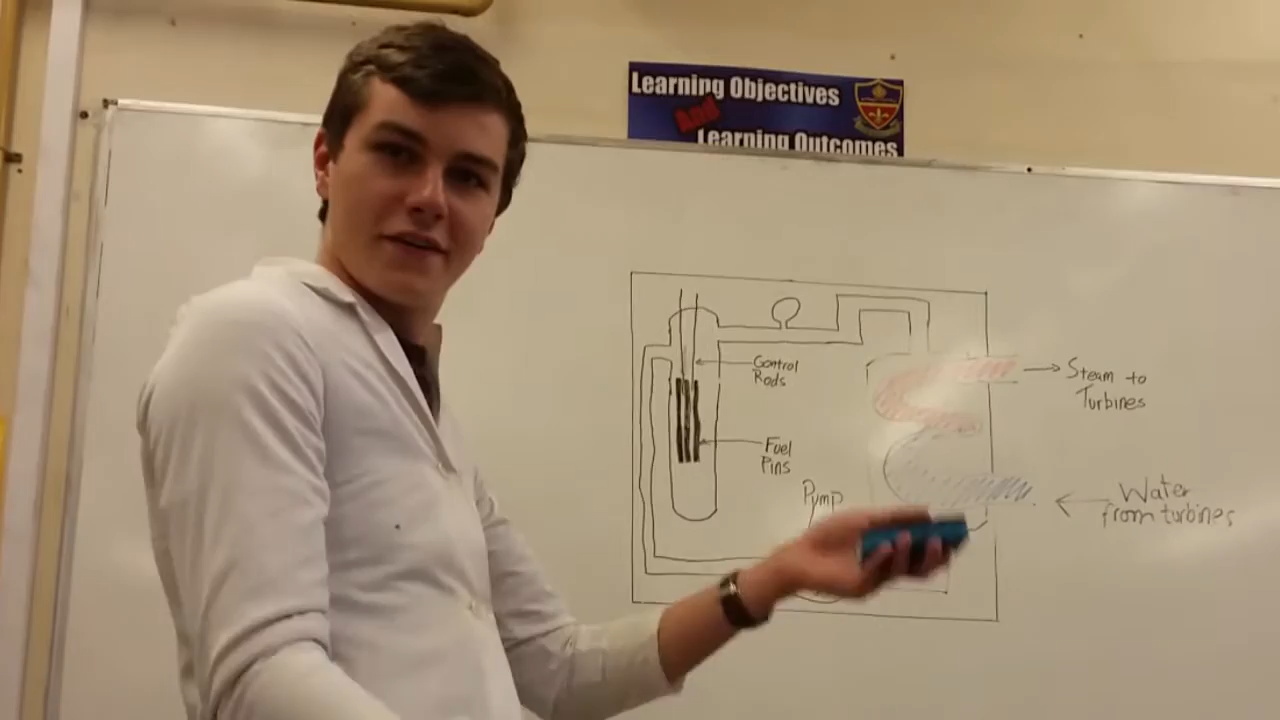 Learning Objectives
And
Learning Outcomes
Control
Rods
Fuel
Pins
Pump
Steam to
Turbines
Water
from turbines